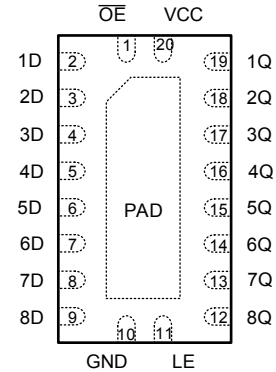 O̅E̅ VCC
1 20
1D 2 19 1Q
2D 3 18 2Q
3D 4 17 3Q
4D 5 16 4Q
5D 6 15 5Q
PAD
6D 7 14 6Q
7D 8 13 7Q
8D 9 12 8Q
10 11
GND LE